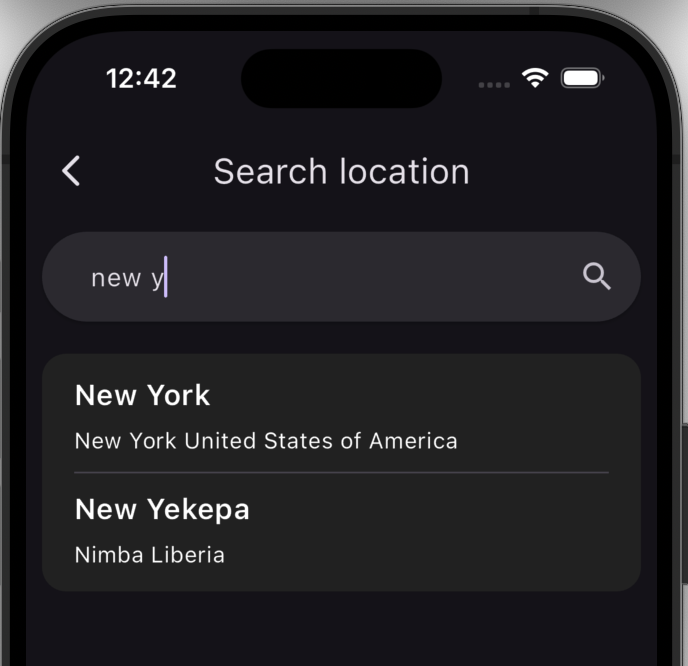 12:42
Search location
new y
New York
New York United States of America
New Yekepa
Nimba Liberia